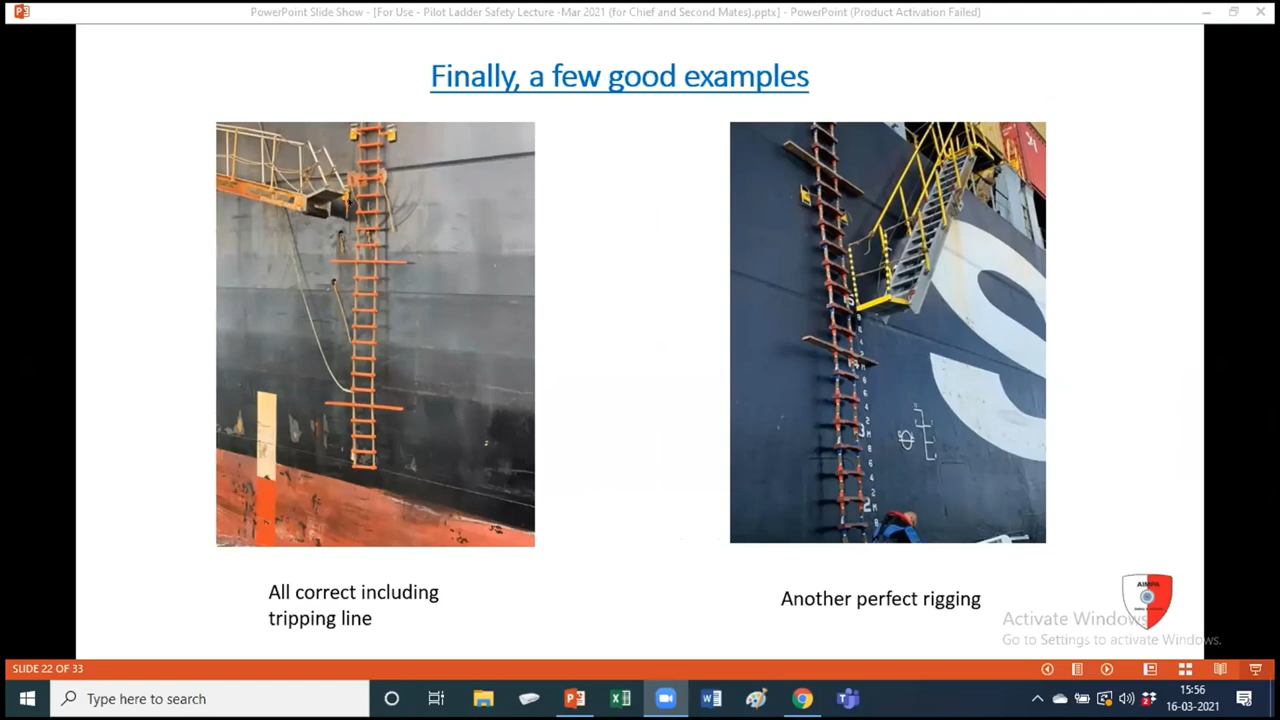 PowerPoint Slide Show - [For Use - Pilot Ladder Safety Lecture -Mar 2021 (for Chief and Second Mates).pptx] - PowerPoint (Product Activation Failed)
Finally, a few good examples
All correct including
tripping line
Another perfect rigging
AIMPA
Activate Windows
Go to Settings to activate Windows.
SLIDE 22 OF 33
Type here to search
15:56
16-03-2021